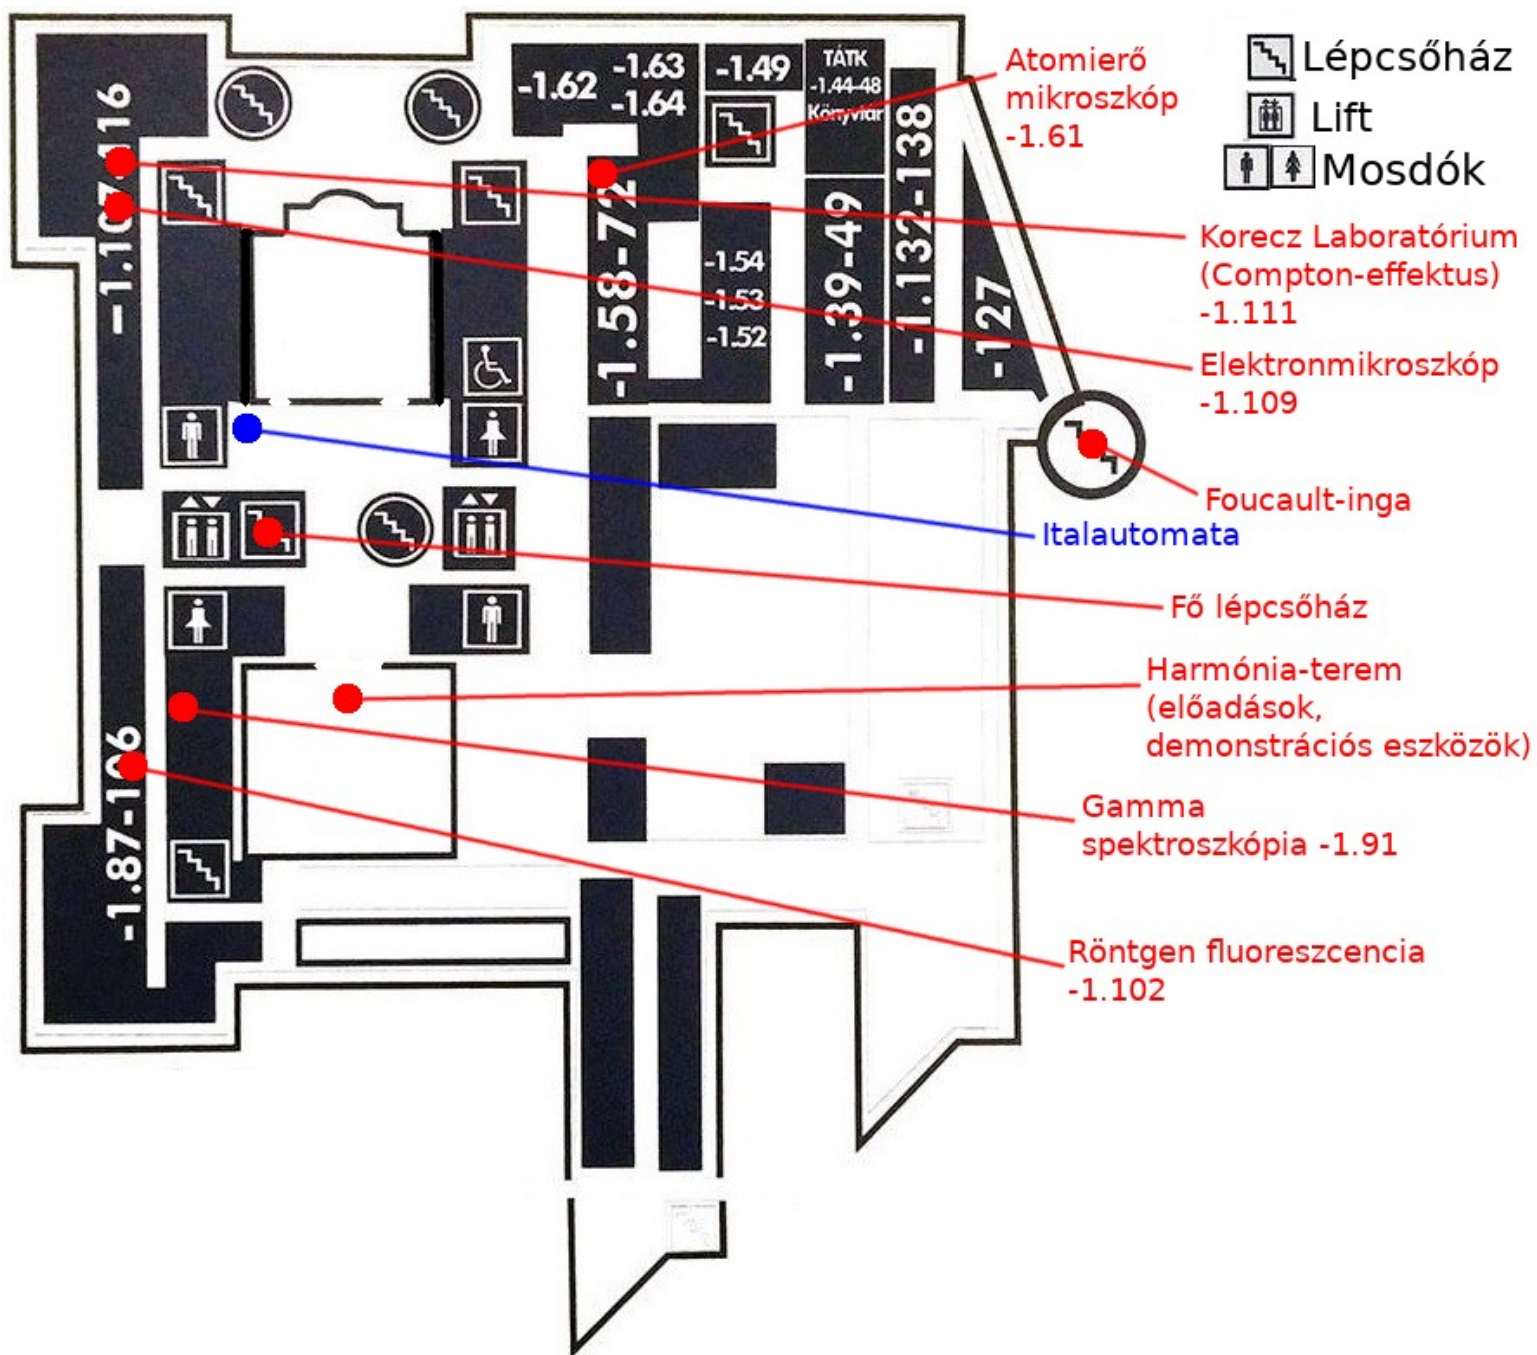 Lépcsőház
Lift
Mosdók
-1.62
-1.63
-1.64
-1.49
TÁTK
-1.44-48
Könyvtár
Atomierő
mikroszkóp
-1.61
-1.58-72
-1.54
-1.53
-1.52
-1.39-49
-1.132-138
-127
Korecz Laboratórium
(Compton-effektus)
-1.111
Elektronmikroszkóp
-1.109
Foucault-inga
Italautomata
Fő lépcsőház
Harmónia-terem
(előadások,
demonstrációs eszközök)
Gamma
spektroszkópia -1.91
-1.87-106
Röntgen fluoreszcencia
-1.102